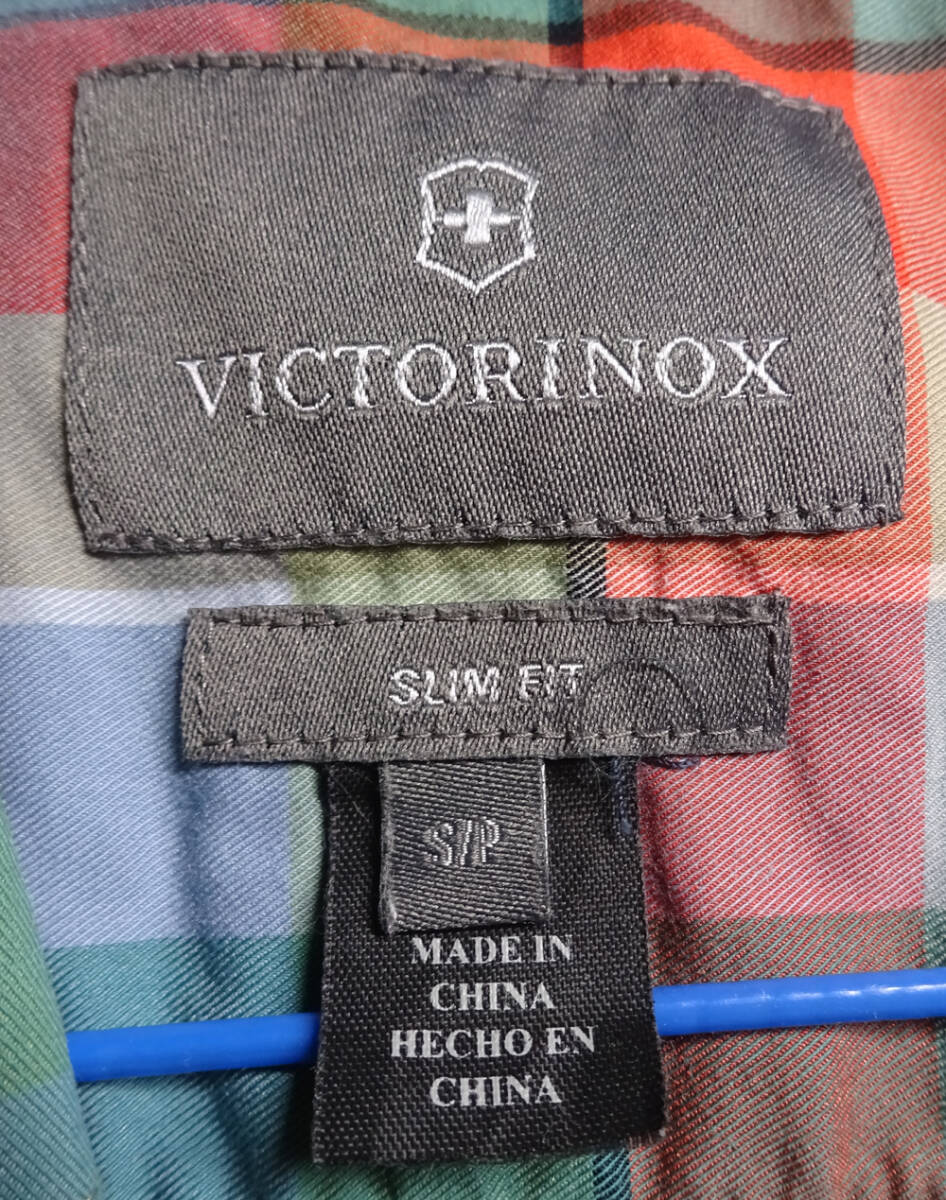 VICTORINOX
SLIM FIT
S/P
MADE IN
CHINA
HECHO EN
CHINA